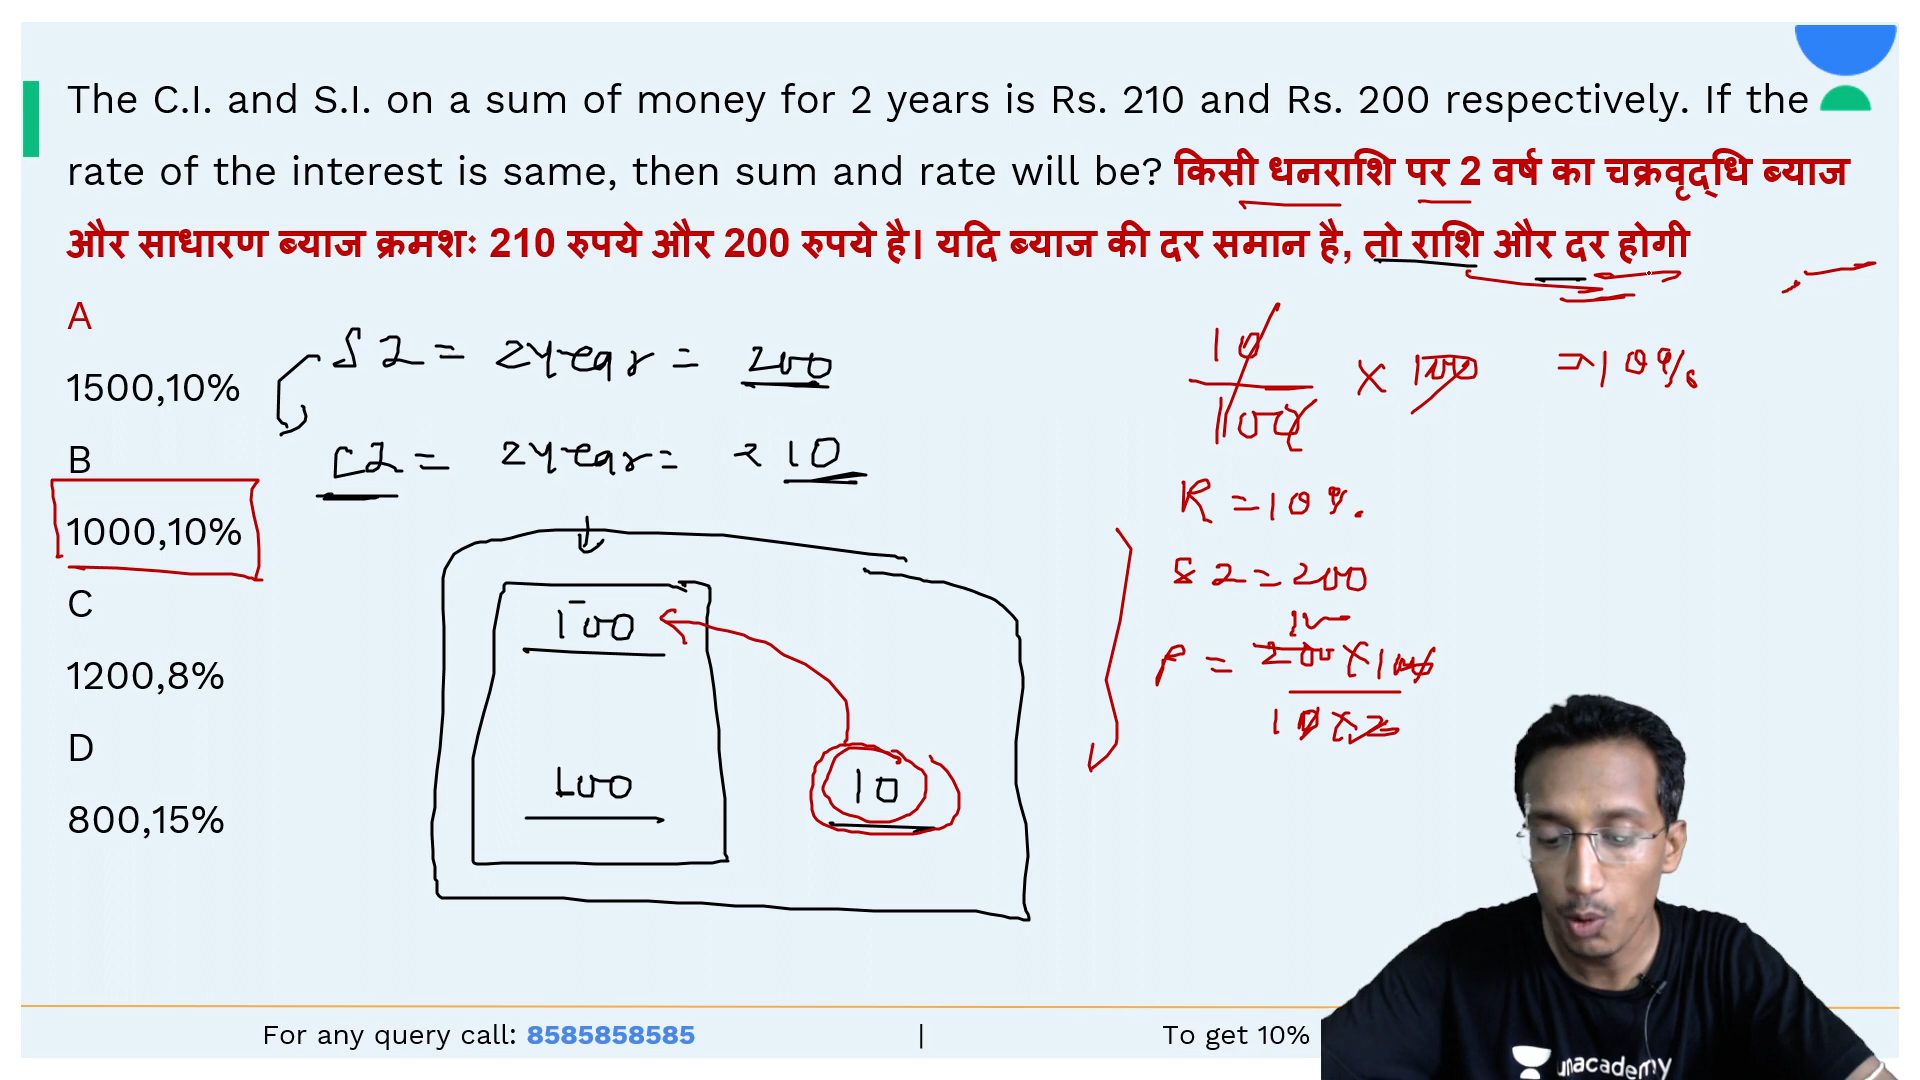 The C.I. and S.I. on a sum of money for 2 years is Rs. 210 and Rs. 200 respectively. If the
rate of the interest is same, then sum and rate will be? किसी धनराशि पर 2 वर्ष का चक्रवृद्धि ब्याज
और साधारण ब्याज क्रमशः 210 रुपये और 200 रुपये है। यदि ब्याज की दर समान है, तो राशि और दर होगी
A
1500,10%
B
1000,10%
C
1200,8%
D
800,15%
SI = 2year = 200
CI = 2year = 210
100
100
10
10
100
× 100 ⇒ 10%
R = 10%.
SI = 200
P = 200 × 100
10 × 2
For any query call: 8585858585
|
To get 10%
unacademy